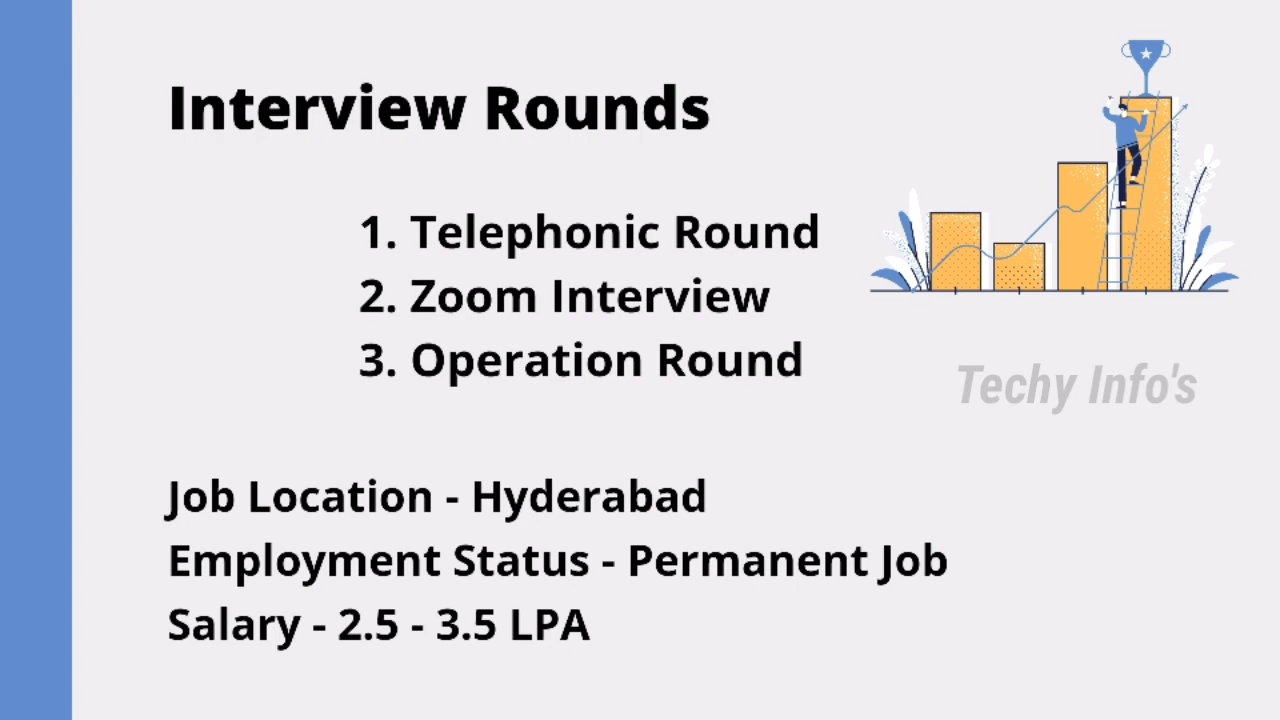 Interview Rounds
1. Telephonic Round
2. Zoom Interview
3. Operation Round
Techy Info's
Job Location - Hyderabad
Employment Status - Permanent Job
Salary - 2.5 - 3.5 LPA